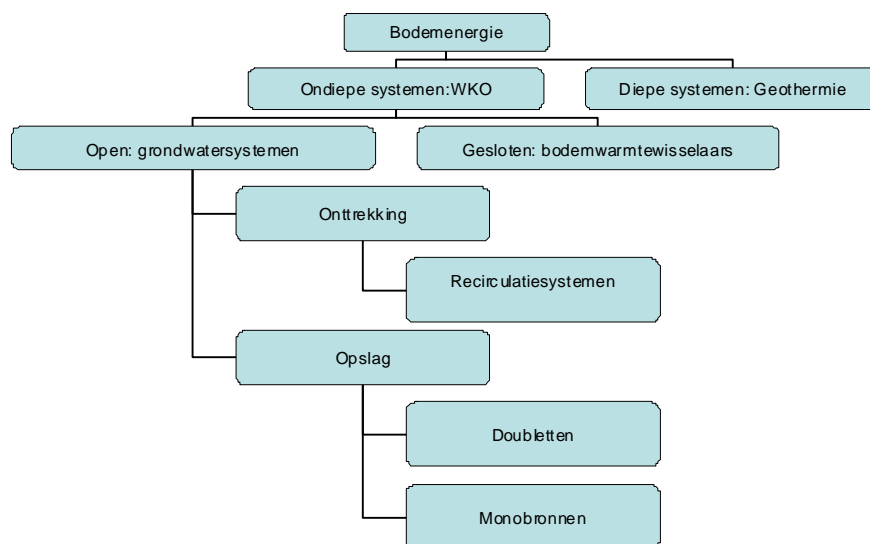 Bodemenergie
Ondiepe systemen:WKO
Diepe systemen: Geothermie
Open: grondwatersystemen
Gesloten: bodemwarmtewisselaars
Onttrekking
Recirculatiesystemen
Opslag
Doubletten
Monobronnen